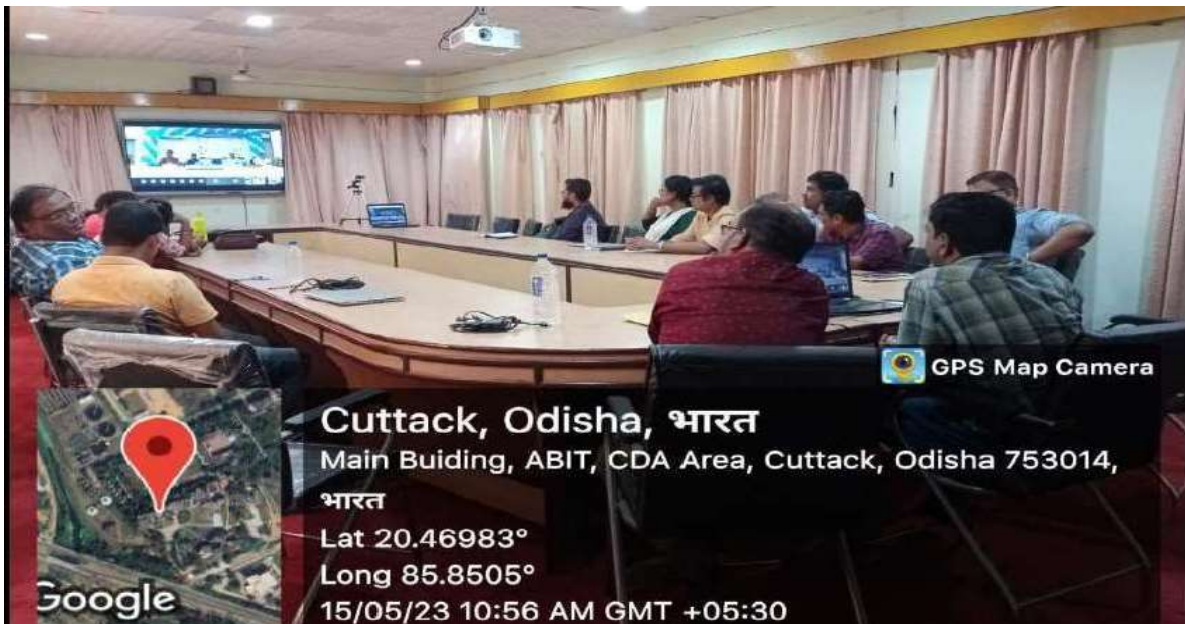 GPS Map Camera
Cuttack, Odisha, भारत
Main Buiding, ABIT, CDA Area, Cuttack, Odisha 753014,
भारत
Lat 20.46983°
Long 85.8505°
15/05/23 10:56 AM GMT +05:30
Google